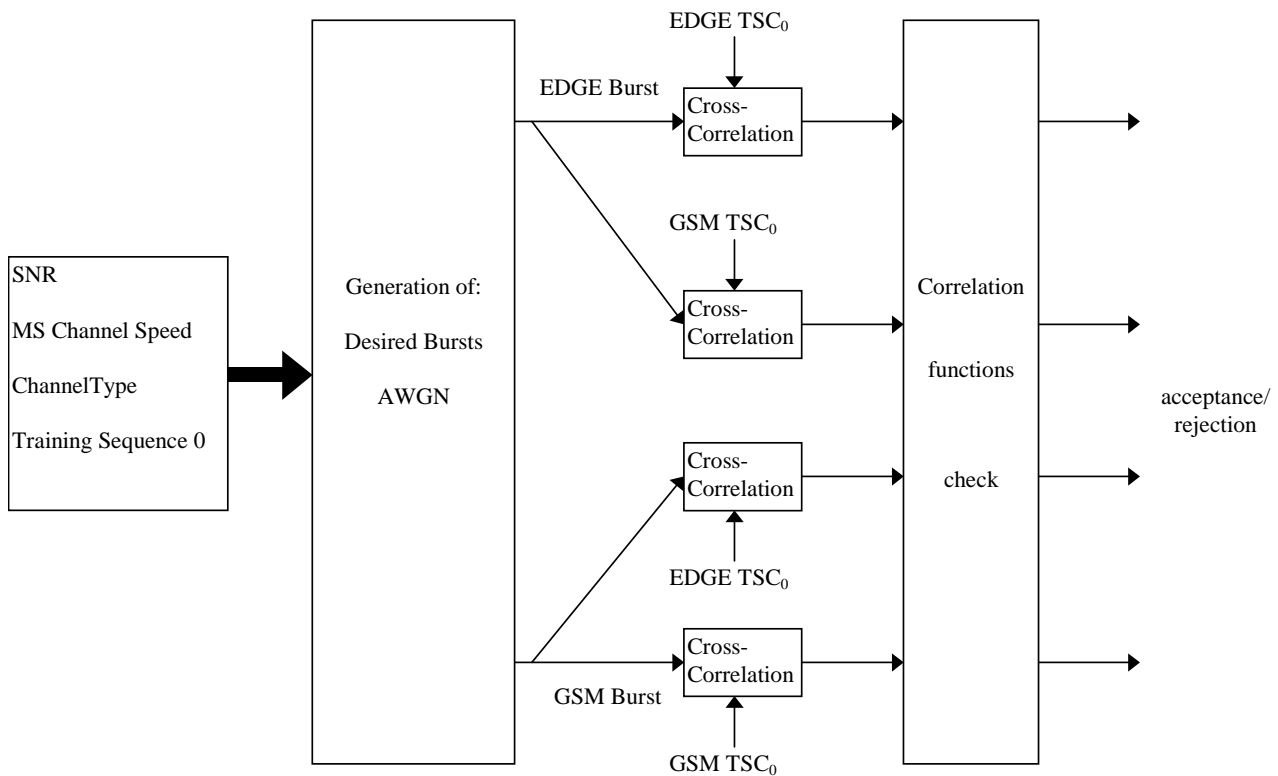 SNR
MS Channel Speed
ChannelType
Training Sequence 0
Generation of:
Desired Bursts
AWGN
EDGE TSC₀
EDGE Burst
Cross-
Correlation
GSM TSC₀
Cross-
Correlation
Cross-
Correlation
EDGE TSC₀
Cross-
Correlation
GSM Burst
GSM TSC₀
Correlation
functions
check
acceptance/
rejection